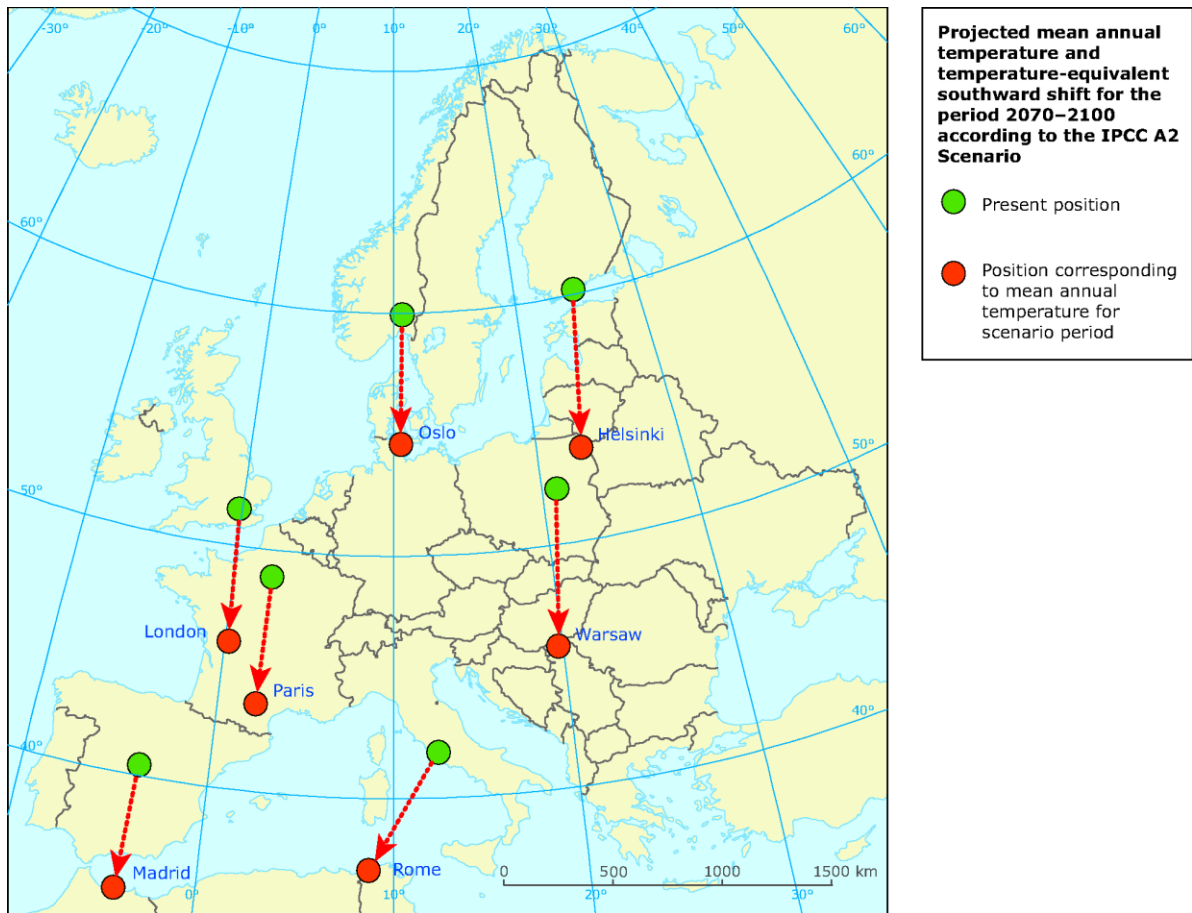 -30°
-20°
-10°
0°
10°
20°
30°
40°
50°
60°
60°
60°
50°
50°
40°
40°
0°
10°
20°
30°
Oslo
Helsinki
London
Paris
Warsaw
Madrid
Rome
0 500 1000 1500 km
Projected mean annual
temperature and
temperature-equivalent
southward shift for the
period 2070–2100
according to the IPCC A2
Scenario
Present position
Position corresponding
to mean annual
temperature for
scenario period